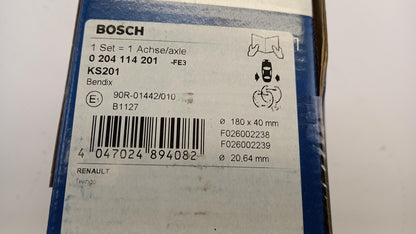 BOSCH
1 Set = 1 Achse/axle
0 204 114 201 -FE3
KS201
Bendix
E1 90R-01442/010
B1127
ø 180 x 40 mm
F026002238
F026002239
ø 20,64 mm
4 047024 894082
RENAULT
Twingo